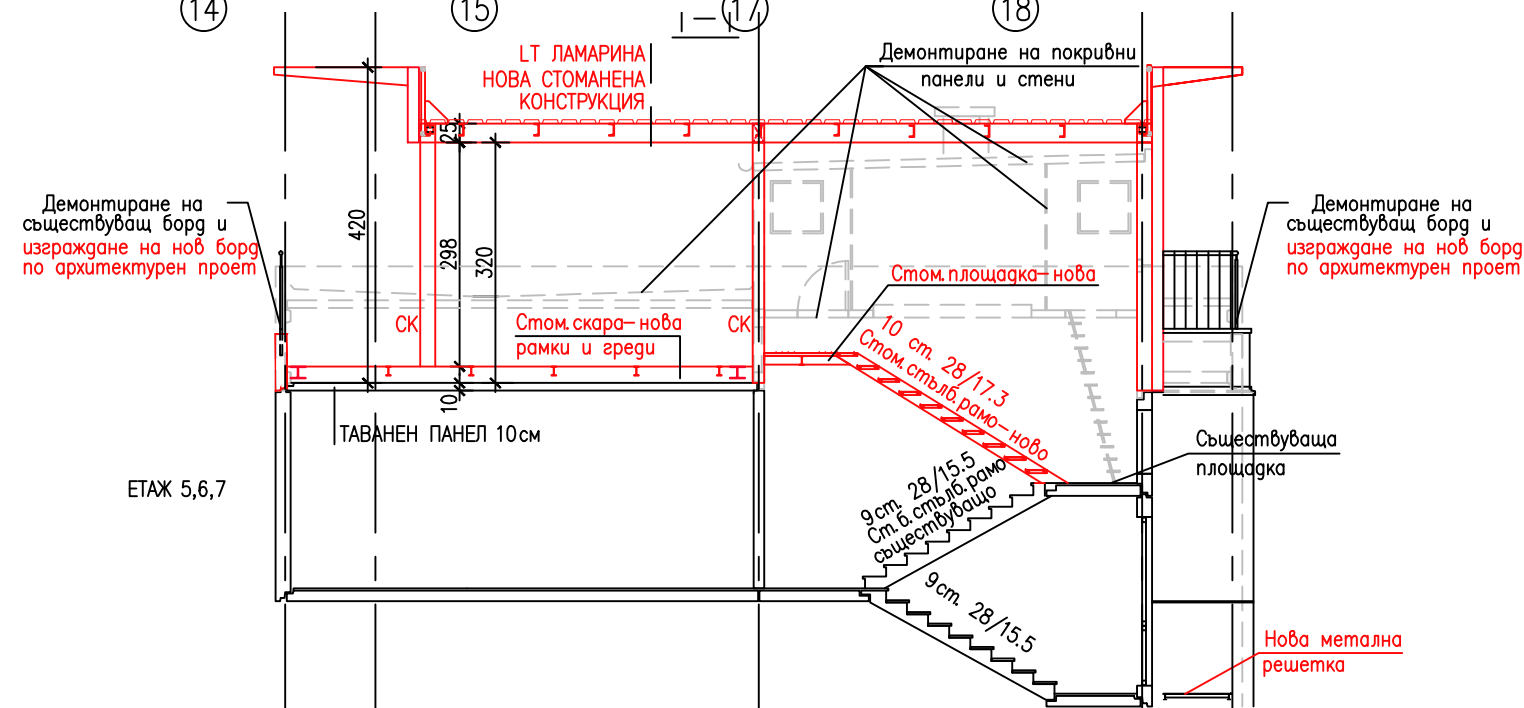 14
15
17
18
I – I
LT ЛАМАРИНА
НОВА СТОМАНЕНА
КОНСТРУКЦИЯ
Демонтиране на покривни
панели и стени
25
420
298
320
10
Демонтиране на
съществуващ борд и
изграждане на нов борд
по архитектурен проет
Демонтиране на
съществуващ борд и
изграждане на нов борд
по архитектурен проет
Стом.площадка–нова
СК
Стом.скара–нова
рамки и греди
СК
10 ст. 28/17.3
Стом.стълб.рамо–ново
ТАВАНЕН ПАНЕЛ 10см
Съществуваща
площадка
ЕТАЖ 5,6,7
9ст. 28/15.5
Ст.б.стълб.рамо
съществуващо
9ст. 28/15.5
Нова метална
решетка